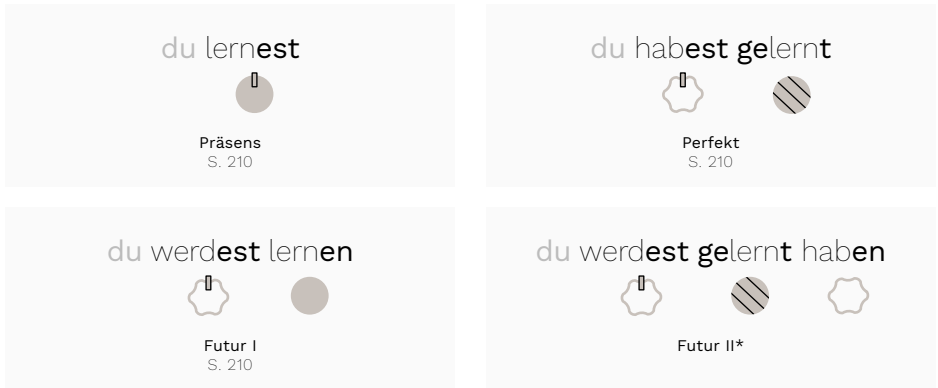 du lernest
Präsens
S. 210
du habest gelernt
Perfekt
S. 210
du werdest lernen
Futur I
S. 210
du werdest gelernt haben
Futur II*